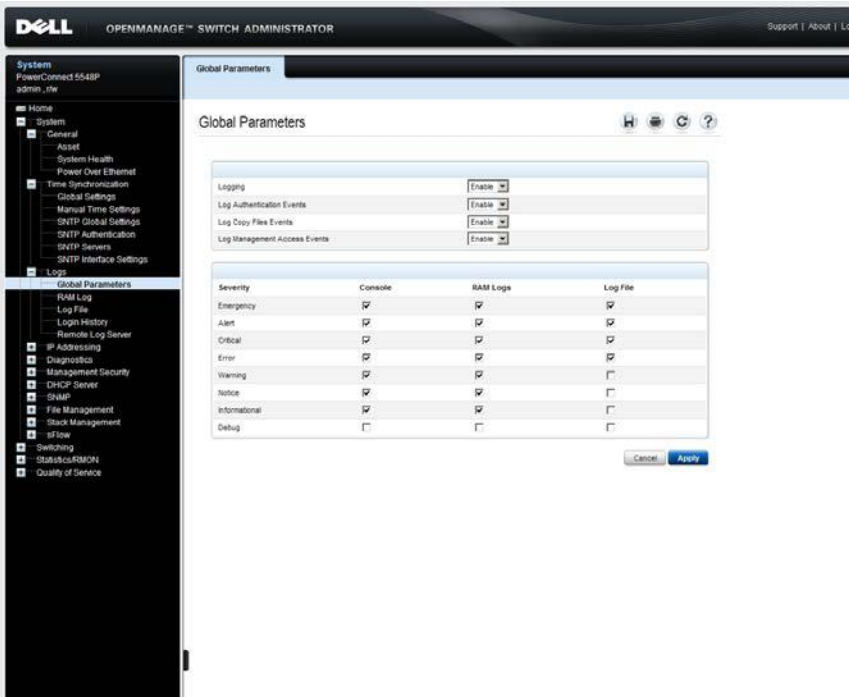 DELL
OPENMANAGE™ SWITCH ADMINISTRATOR
Support | About | Lo
System
PowerConnect 5548P
admin , r/w
Home
System
General
Asset
System Health
Power Over Ethernet
Time Synchronization
Global Settings
Manual Time Settings
SNTP Global Settings
SNTP Authentication
SNTP Servers
SNTP Interface Settings
Logs
Global Parameters
RAM Log
Log File
Login History
Remote Log Server
IP Addressing
Diagnostics
Management Security
DHCP Server
SNMP
File Management
Stack Management
sFlow
Switching
Statistics/RMON
Quality of Service
Global Parameters
Global Parameters
Logging Enable
Log Authentication Events Enable
Log Copy Files Events Enable
Log Management Access Events Enable
Severity Console RAM Logs Log File
Emergency
Alert
Critical
Error
Warning
Notice
Informational
Debug
Cancel Apply